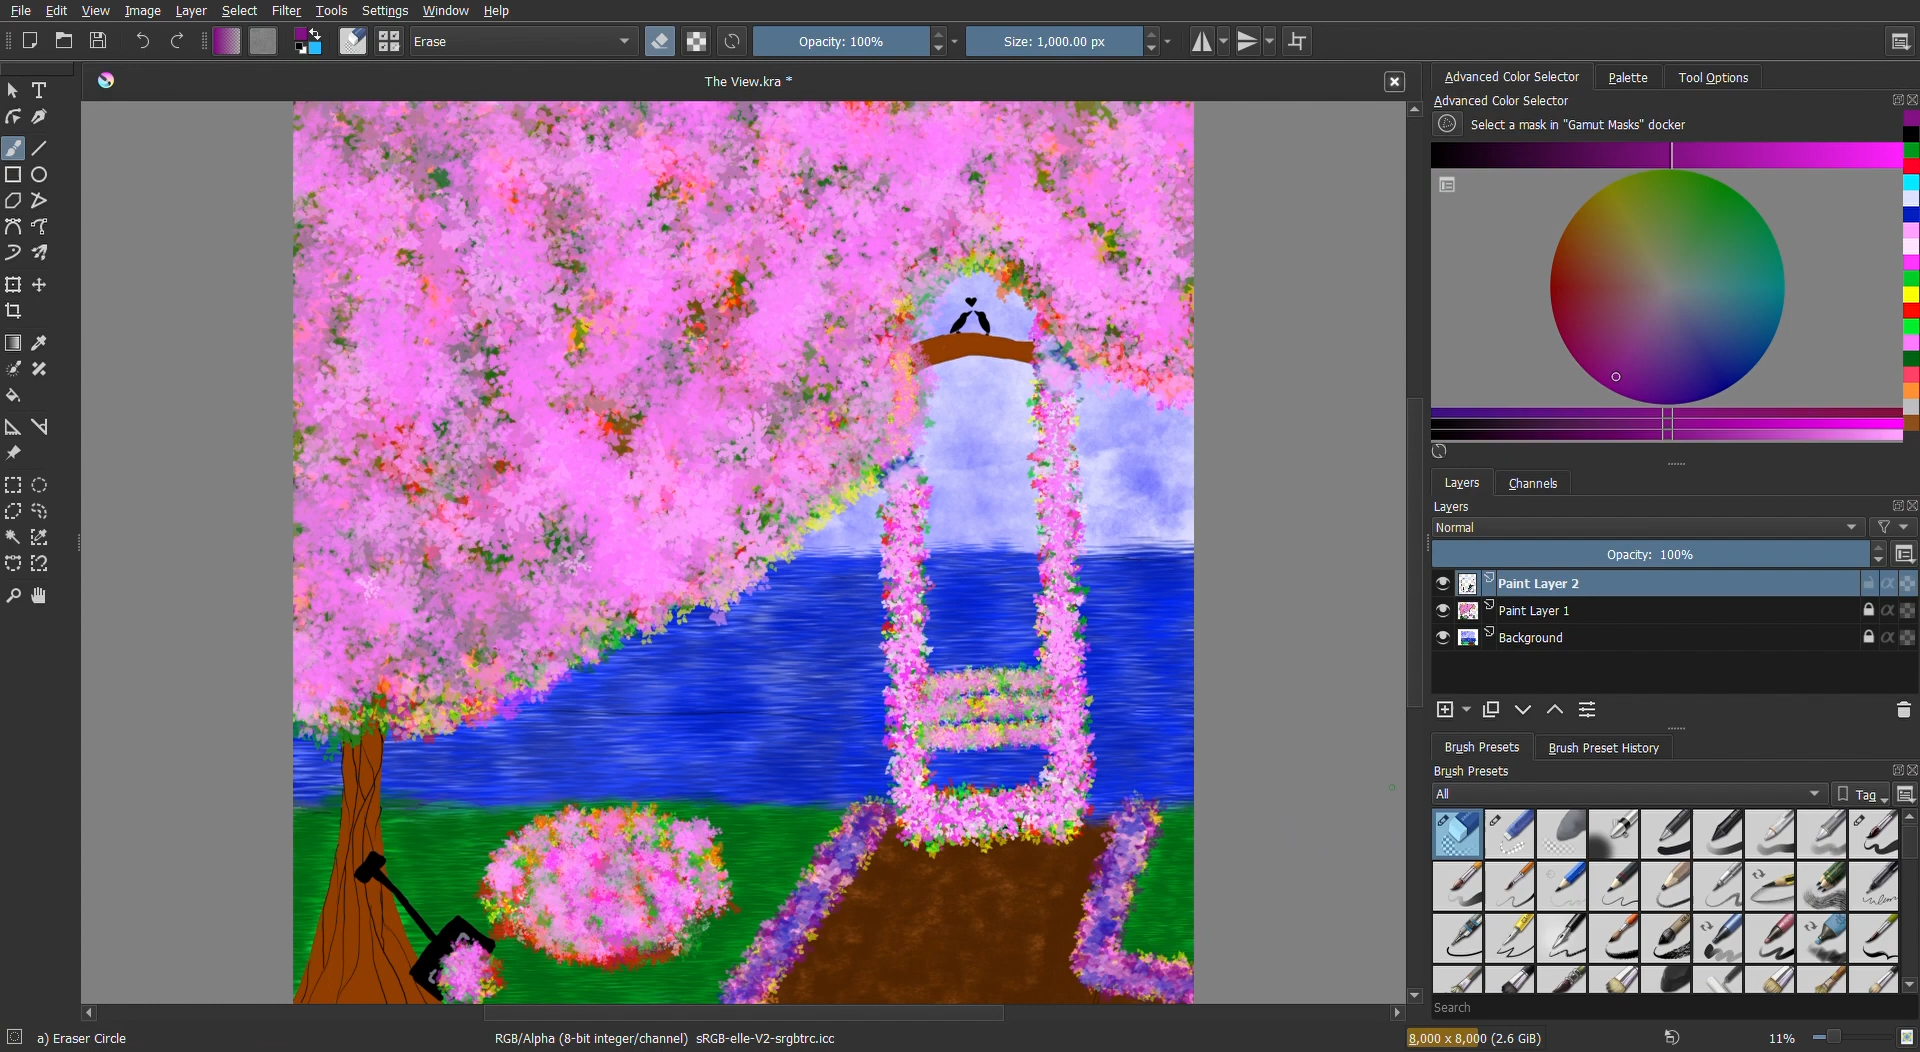 File Edit View Image Layer Select Filter Tools Settings Window Help
Erase Opacity: 100% Size: 1,000.00 px
The View.kra *
Advanced Color Selector Palette Tool Options
Advanced Color Selector
Select a mask in "Gamut Masks" docker
Layers Channels
Layers
Normal
Opacity: 100%
Paint Layer 2
Paint Layer 1
Background
Brush Presets Brush Preset History
Brush Presets
All Tag
Search
a) Eraser Circle RGB/Alpha (8-bit integer/channel) sRGB-elle-V2-srgbtrc.icc 8,000 x 8,000 (2.6 GiB) 11%